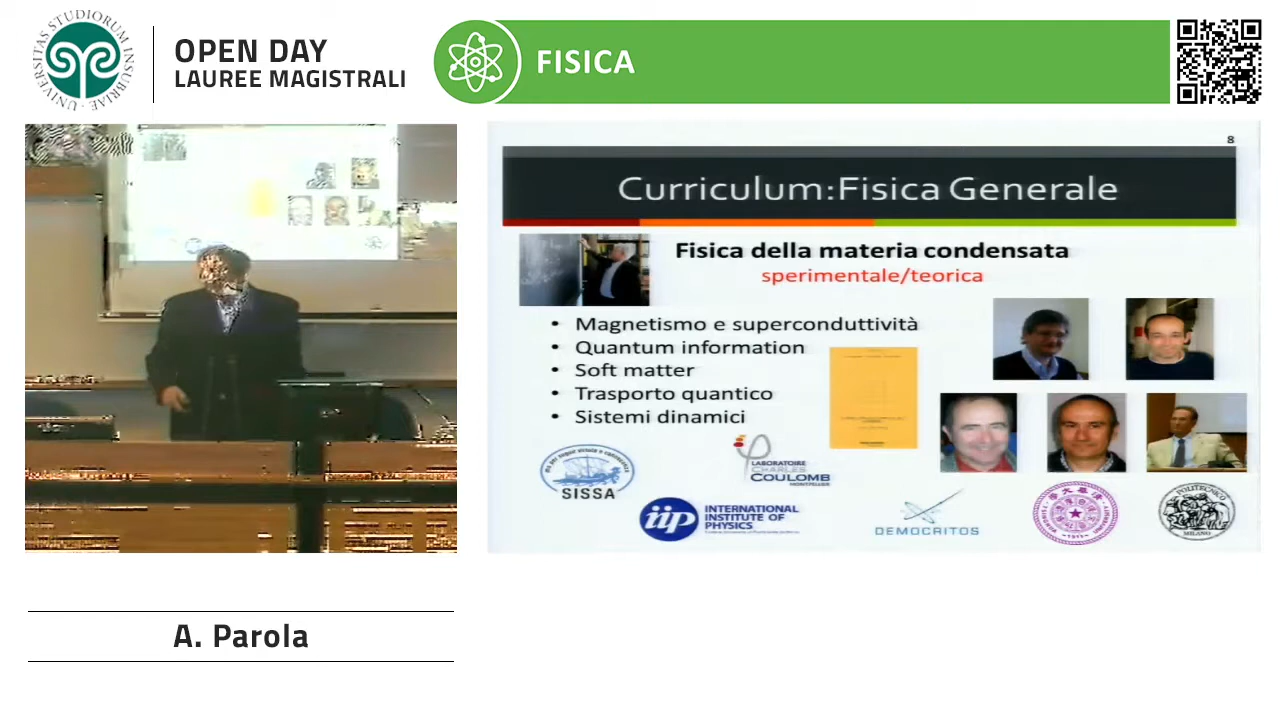 UNIVERSITAS STUDIORUM INSUBRIAE
OPEN DAY
LAUREE MAGISTRALI
FISICA
8
Curriculum:Fisica Generale
Fisica della materia condensata
sperimentale/teorica
• Magnetismo e superconduttività
• Quantum information
• Soft matter
• Trasporto quantico
• Sistemi dinamici
SISSA
LABORATOIRE
CHARLES
COULOMB
MONTPELLIER
iip
INTERNATIONAL
INSTITUTE OF
PHYSICS
DEMOCRITOS
POLITECNICO
MILANO
A. Parola